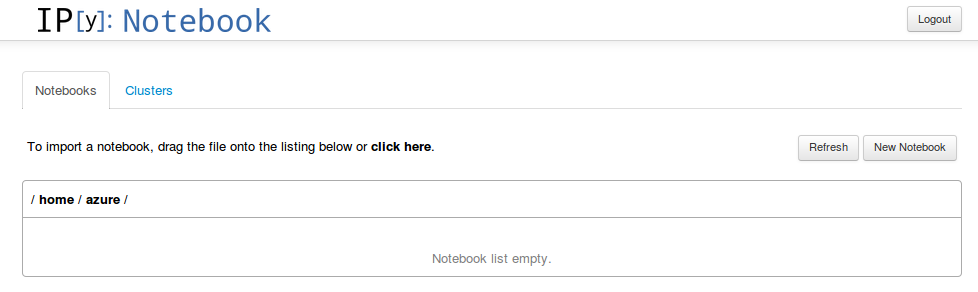 IP[y]: Notebook
Logout
Notebooks Clusters
To import a notebook, drag the file onto the listing below or click here.
Refresh New Notebook
/ home / azure /
Notebook list empty.